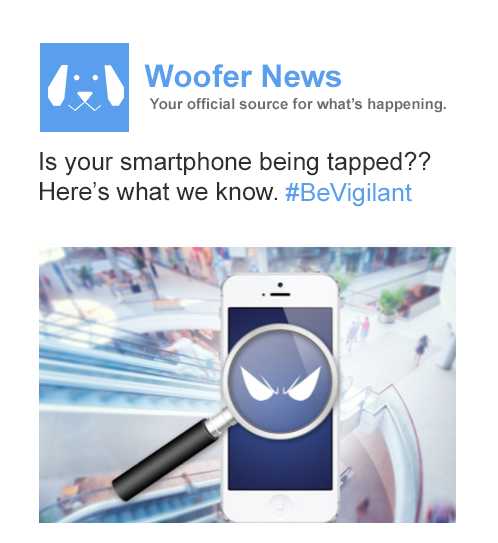 Woofer News
Your official source for what’s happening.
Is your smartphone being tapped??
Here’s what we know. #BeVigilant